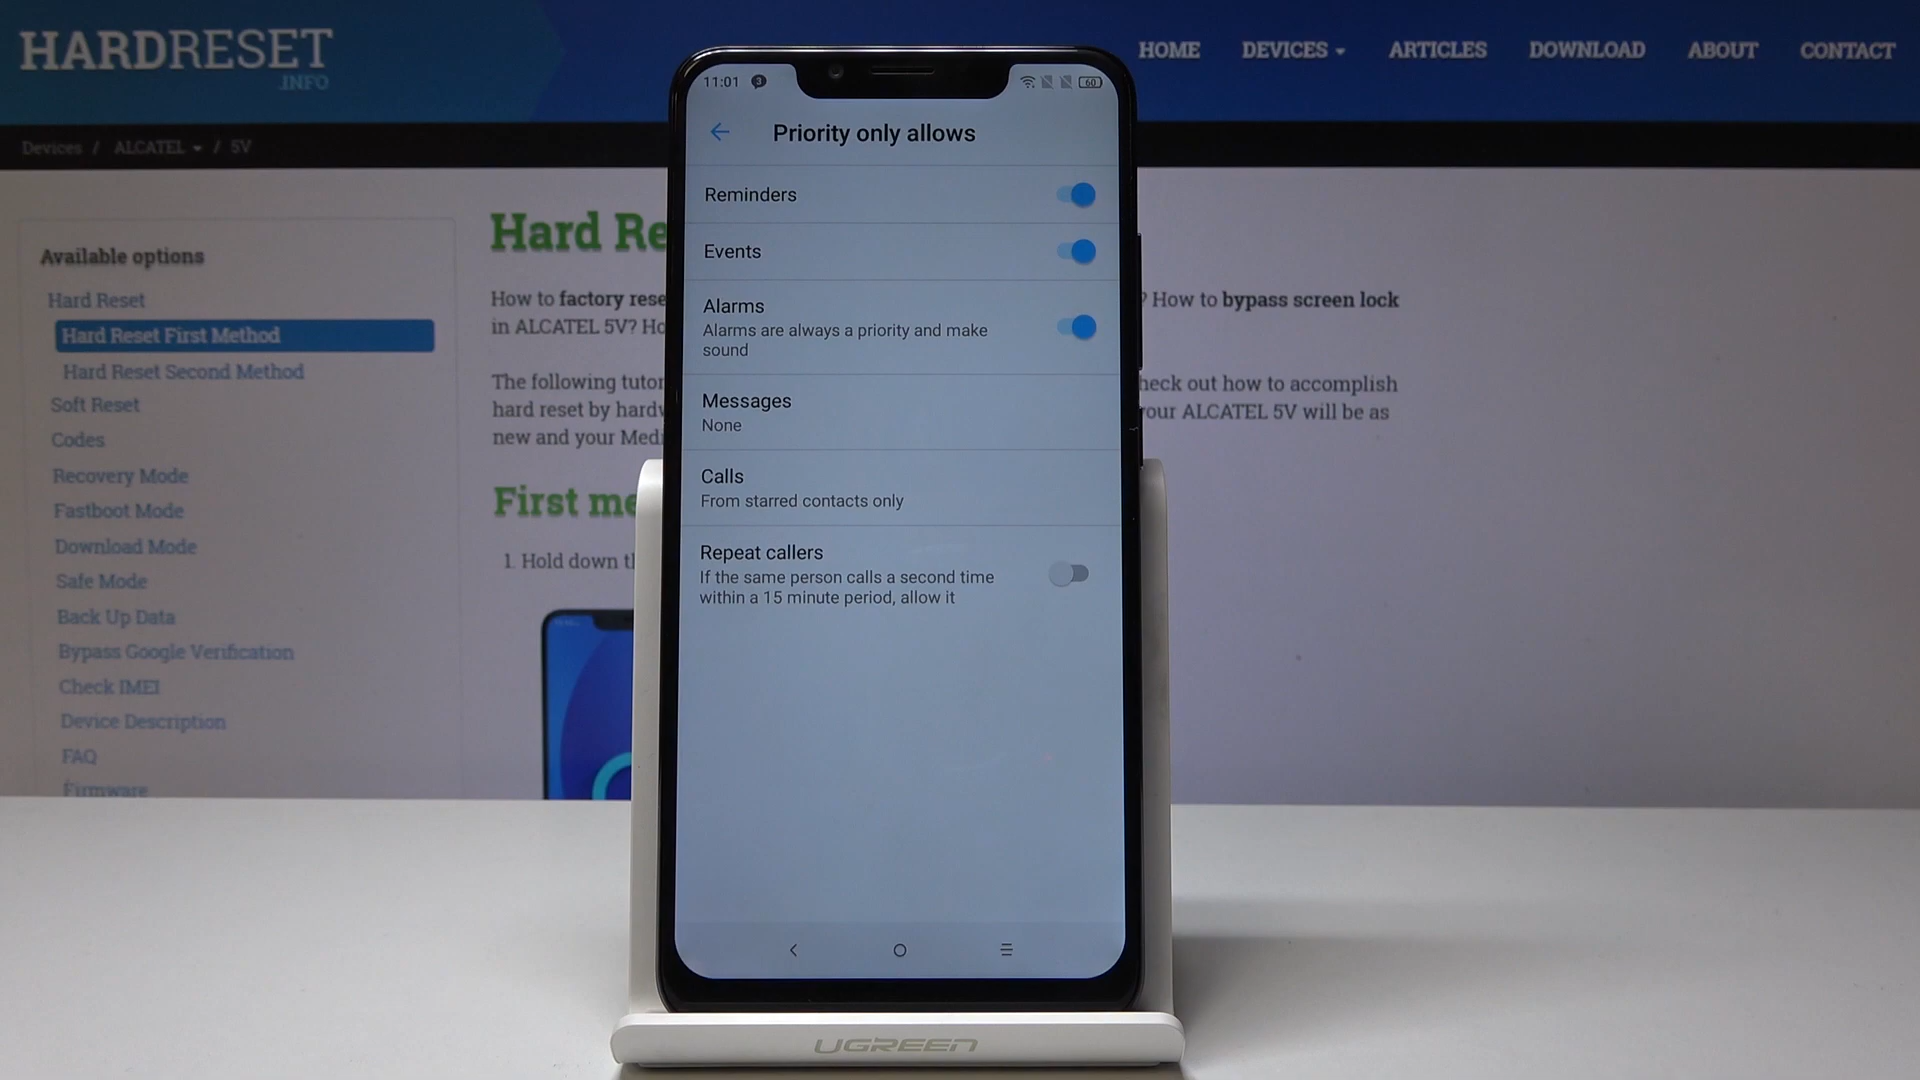 HARDRESET
.INFO
HOME DEVICES ARTICLES DOWNLOAD ABOUT CONTACT
Devices / ALCATEL / 5V
Available options
Hard Reset
Hard Reset First Method
Hard Reset Second Method
Soft Reset
Codes
Recovery Mode
Fastboot Mode
Download Mode
Safe Mode
Back Up Data
Bypass Google Verification
Check IMEI
Device Description
FAQ
Firmware
Hard Re
How to factory rese ? How to bypass screen lock
in ALCATEL 5V? Ho
The following tutor heck out how to accomplish
hard reset by hardw our ALCATEL 5V will be as
new and your Medi
First me
1. Hold down th
11:01 3 60
Priority only allows
Reminders
Events
Alarms
Alarms are always a priority and make
sound
Messages
None
Calls
From starred contacts only
Repeat callers
If the same person calls a second time
within a 15 minute period, allow it
UGREEN